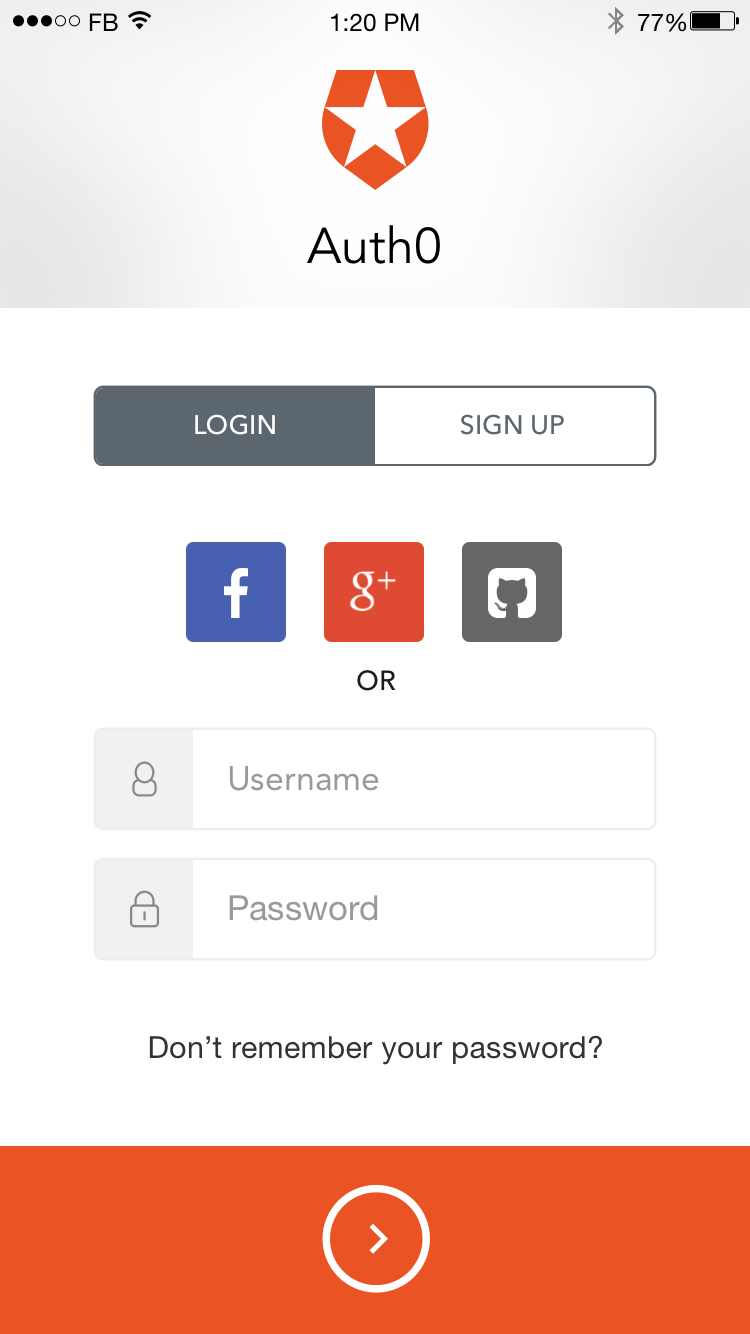 FB 1:20 PM 77%
Auth0
LOGIN SIGN UP
f g+
OR
Username
Password
Don’t remember your password?